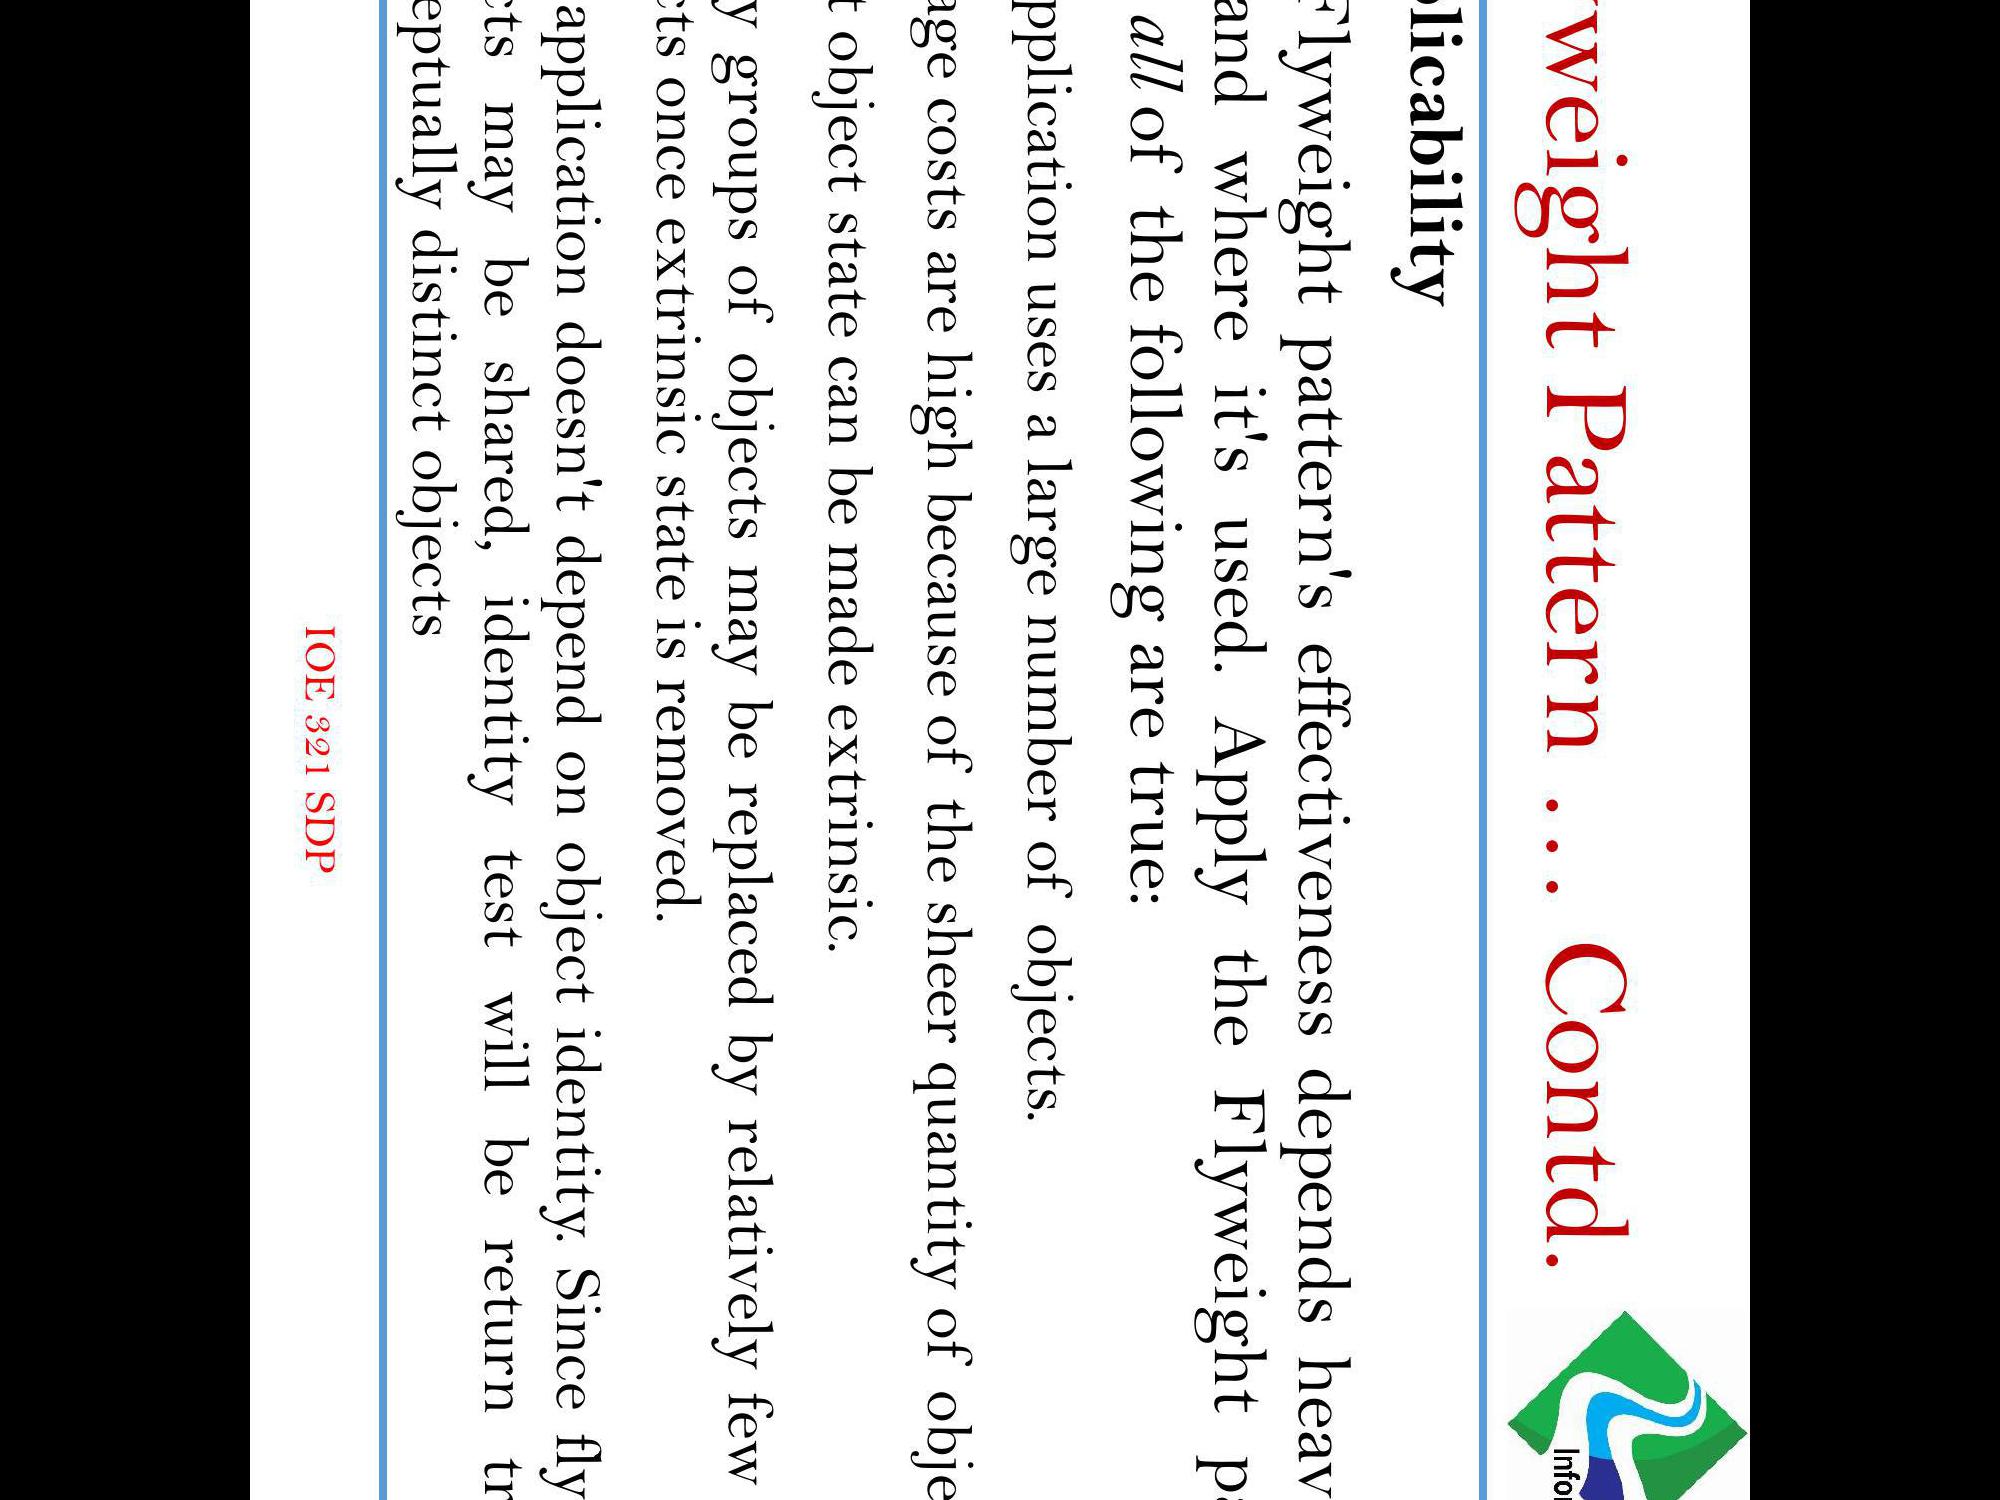 rweight Pattern … Contd.
Infor
plicability
Flyweight pattern's effectiveness depends heav
and where it's used. Apply the Flyweight pa
all of the following are true:
pplication uses a large number of objects.
age costs are high because of the sheer quantity of obje
t object state can be made extrinsic.
y groups of objects may be replaced by relatively few
cts once extrinsic state is removed.
application doesn't depend on object identity. Since fly
cts may be shared, identity test will be return tr
eptually distinct objects
IOE 321 SDP